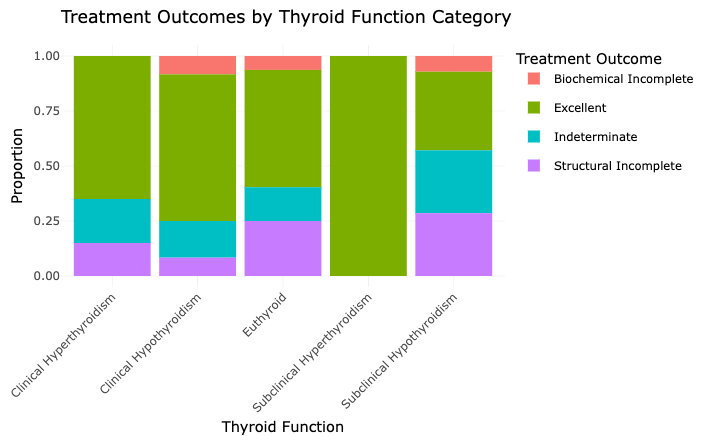 Treatment Outcomes by Thyroid Function Category
Proportion
1.00
0.75
0.50
0.25
0.00
Clinical Hyperthyroidism
Clinical Hypothyroidism
Euthyroid
Subclinical Hyperthyroidism
Subclinical Hypothyroidism
Thyroid Function
Treatment Outcome
Biochemical Incomplete
Excellent
Indeterminate
Structural Incomplete